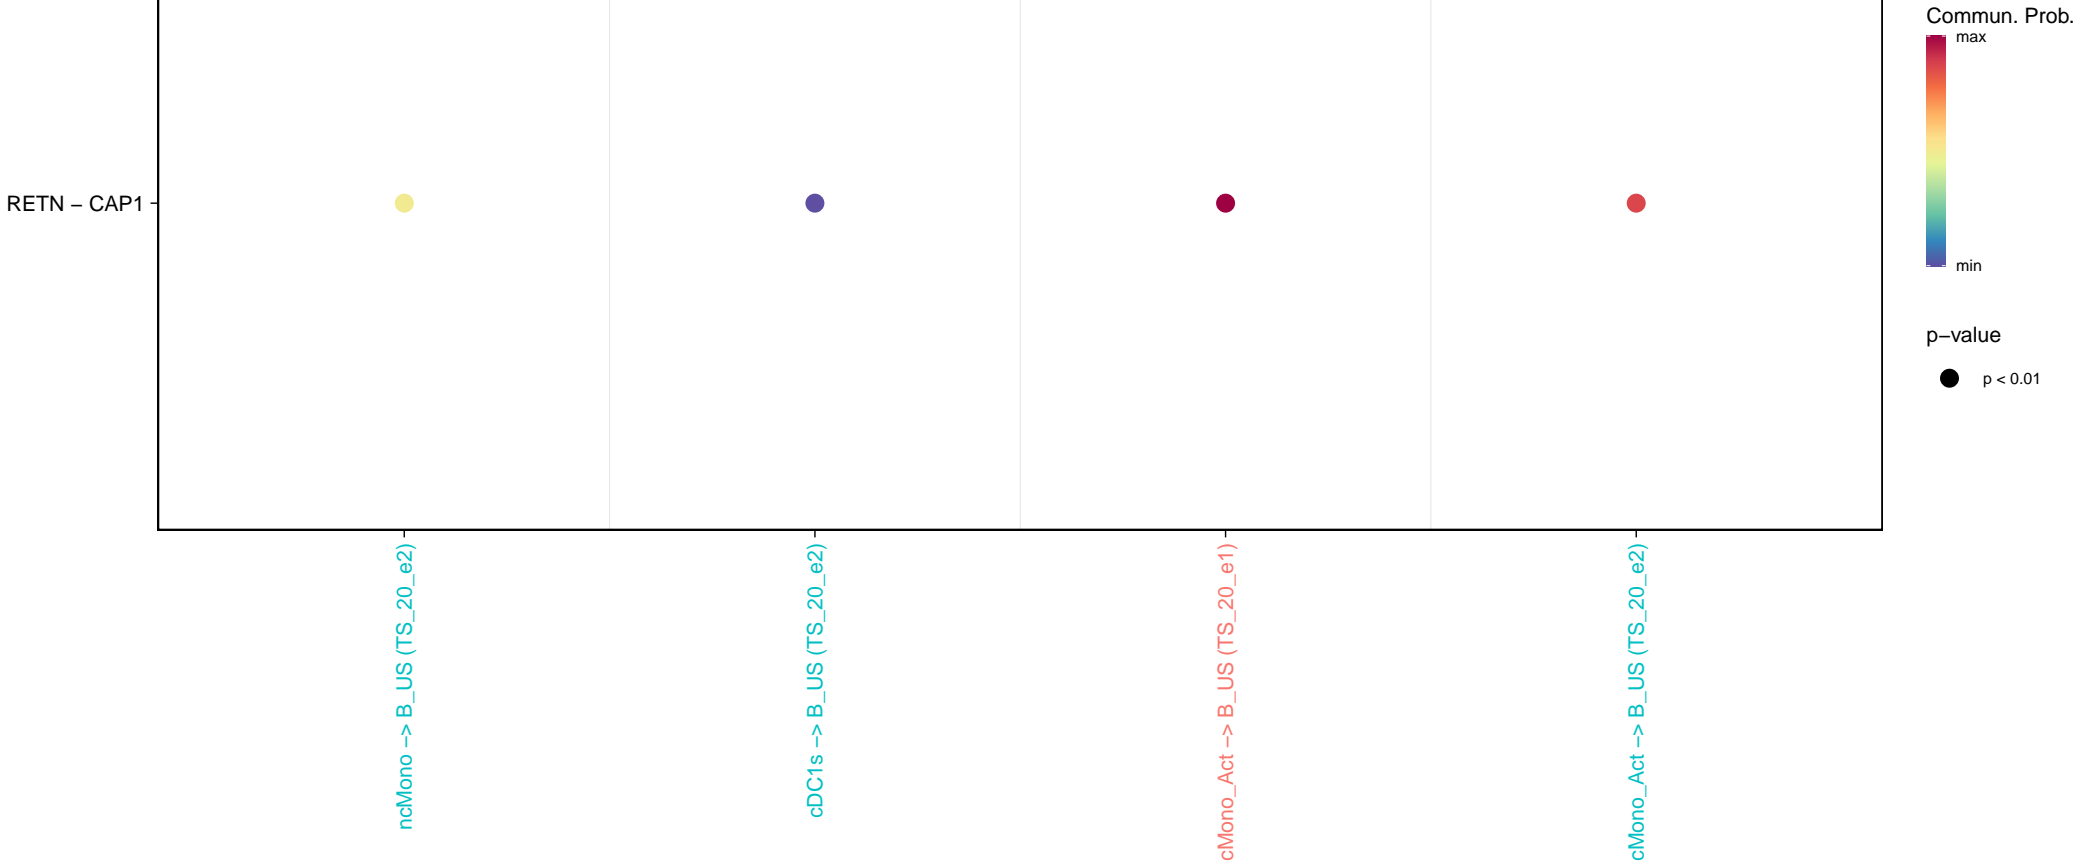 Commun. Prob.
max
min
p−value
p < 0.01
RETN − CAP1
ncMono −> B_US (TS_20_e2)
cDC1s −> B_US (TS_20_e2)
cMono_Act −> B_US (TS_20_e1)
cMono_Act −> B_US (TS_20_e2)